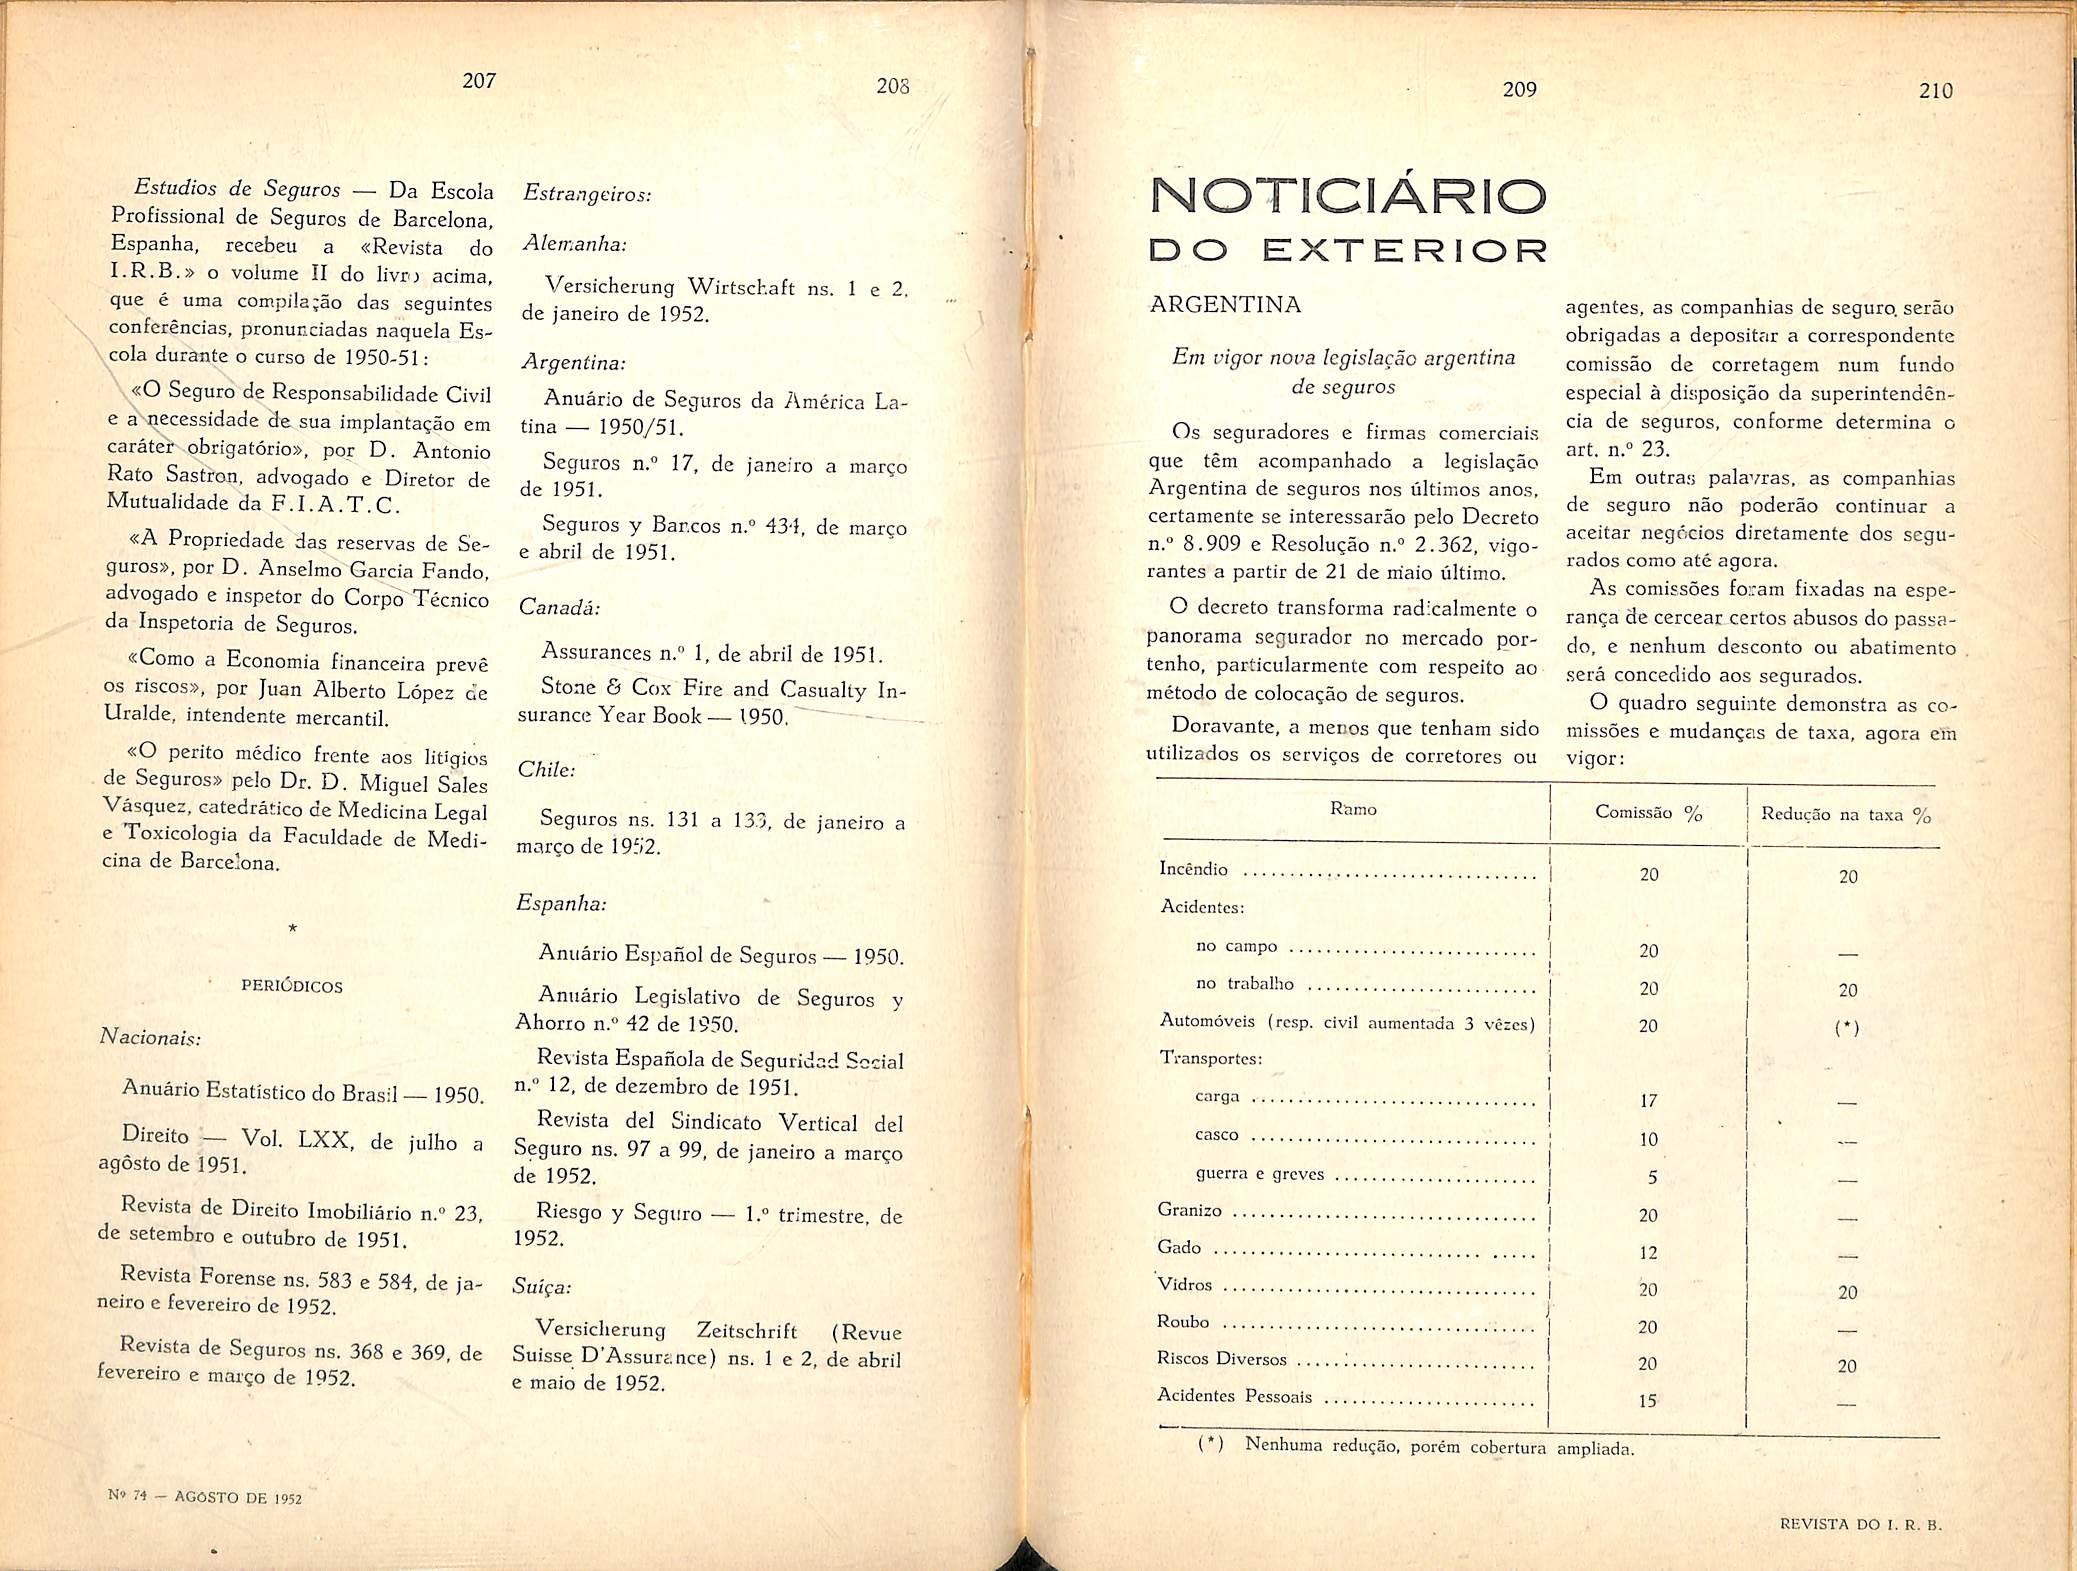 207
208
Estudios de Seguros — Da Escola
Profissional de Seguros de Barcelona,
Espanha, recebeu a «Revista do
I.R.B.» o volume II do livro acima,
que é uma compilação das seguintes
conferências, pronunciadas naquela Es-
cola durante o curso de 1950-51:
«O Seguro de Responsabilidade Civil
e a necessidade de sua implantação em
caráter obrigatório», por D. Antonio
Rato Sastron, advogado e Diretor de
Mutualidade da F.I.A.T.C.
«A Propriedade das reservas de Se-
guros», por D. Anselmo Garcia Fando,
advogado e inspetor do Corpo Técnico
da Inspetoria de Seguros.
«Como a Economia financeira prevê
os riscos», por Juan Alberto López de
Uralde, intendente mercantil.
«O perito médico frente aos litígios
de Seguros» pelo Dr. D. Miguel Sales
Vásquez, catedrático de Medicina Legal
e Toxicologia da Faculdade de Medi-
cina de Barcelona.
*
PERIÓDICOS
Nacionais:
Anuário Estatístico do Brasil — 1950.
Direito — Vol. LXX, de julho a
agôsto de 1951.
Revista de Direito Imobiliário n.º 23,
de setembro e outubro de 1951.
Revista Forense ns. 583 e 584, de ja-
neiro e fevereiro de 1952.
Revista de Seguros ns. 368 e 369, de
fevereiro e março de 1952.
Estrangeiros:
Alemanha:
Versicherung Wirtschaft ns. 1 e 2,
de janeiro de 1952.
Argentina:
Anuário de Seguros da América La-
tina — 1950/51.
Seguros n.º 17, de janeiro a março
de 1951.
Seguros y Bancos n.º 434, de março
e abril de 1951.
Canadá:
Assurances n.º 1, de abril de 1951.
Stone & Cox Fire and Casualty In-
surance Year Book — 1950.
Chile:
Seguros ns. 131 a 133, de janeiro a
março de 1952.
Espanha:
Anuário Español de Seguros — 1950.
Anuário Legislativo de Seguros y
Ahorro n.º 42 de 1950.
Revista Española de Seguridad Social
n.º 12, de dezembro de 1951.
Revista del Sindicato Vertical del
Seguro ns. 97 a 99, de janeiro a março
de 1952.
Riesgo y Seguro — 1.º trimestre, de
1952.
Suíça:
Versicherung Zeitschrift (Revue
Suisse D'Assurance) ns. 1 e 2, de abril
e maio de 1952.
Nº 74 — AGÔSTO DE 1952
209
210
NOTICIÁRIO
DO EXTERIOR
ARGENTINA
Em vigor nova legislação argentina
de seguros
Os seguradores e firmas comerciais
que têm acompanhado a legislação
Argentina de seguros nos últimos anos,
certamente se interessarão pelo Decreto
n.º 8.909 e Resolução n.º 2.362, vigo-
rantes a partir de 21 de maio último.
O decreto transforma radicalmente o
panorama segurador no mercado por-
tenho, particularmente com respeito ao
método de colocação de seguros.
Doravante, a menos que tenham sido
utilizados os serviços de corretores ou
agentes, as companhias de seguro serão
obrigadas a depositar a correspondente
comissão de corretagem num fundo
especial à disposição da superintendên-
cia de seguros, conforme determina o
art. n.º 23.
Em outras palavras, as companhias
de seguro não poderão continuar a
aceitar negócios diretamente dos segu-
rados como até agora.
As comissões foram fixadas na espe-
rança de cercear certos abusos do passa-
do, e nenhum desconto ou abatimento
será concedido aos segurados.
O quadro seguinte demonstra as co-
missões e mudanças de taxa, agora em
vigor:
Ramo Comissão % Redução na taxa %
Incêndio ................................ 20 20
Acidentes:
no campo ........................... 20 —
no trabalho ......................... 20 20
Automóveis (resp. civil aumentada 3 vêzes) 20 (*)
Transportes:
carga ............................... 17 —
casco ............................... 10 —
guerra e greves ...................... 5 —
Granizo ................................. 20 —
Gado .................................. 12 —
Vidros .................................. 20 20
Roubo .................................. 20 —
Riscos Diversos .......................... 20 20
Acidentes Pessoais ....................... 15 —
(*) Nenhuma redução, porém cobertura ampliada.
REVISTA DO I. R. B.